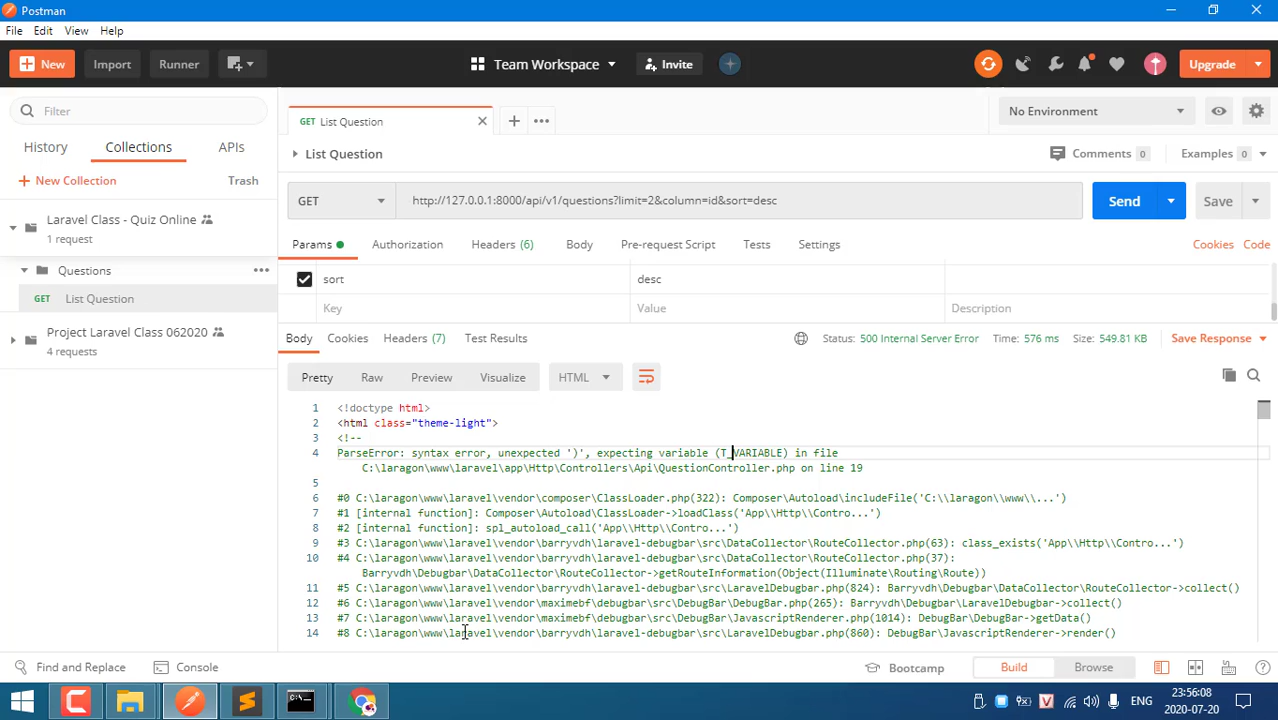 Postman
File Edit View Help
New Import Runner Team Workspace Invite Upgrade
Filter
History Collections APIs
+ New Collection Trash
Laravel Class - Quiz Online
1 request
Questions
GET List Question
Project Laravel Class 062020
4 requests
GET List Question
No Environment
List Question Comments 0 Examples 0
GET http://127.0.0.1:8000/api/v1/questions?limit=2&column=id&sort=desc Send Save
Params Authorization Headers (6) Body Pre-request Script Tests Settings Cookies Code
sort desc
Key Value Description
Body Cookies Headers (7) Test Results Status: 500 Internal Server Error Time: 576 ms Size: 549.81 KB Save Response
Pretty Raw Preview Visualize HTML
1 <!doctype html>
2 <html class="theme-light">
3 <!--
4 ParseError: syntax error, unexpected ')', expecting variable (T_VARIABLE) in file
C:\laragon\www\laravel\app\Http\Controllers\Api\QuestionController.php on line 19
5
6 #0 C:\laragon\www\laravel\vendor\composer\ClassLoader.php(322): Composer\Autoload\includeFile('C:\\laragon\\www\\...')
7 #1 [internal function]: Composer\Autoload\ClassLoader->loadClass('App\\Http\\Contro...')
8 #2 [internal function]: spl_autoload_call('App\\Http\\Contro...')
9 #3 C:\laragon\www\laravel\vendor\barryvdh\laravel-debugbar\src\DataCollector\RouteCollector.php(63): class_exists('App\\Http\\Contro...')
10 #4 C:\laragon\www\laravel\vendor\barryvdh\laravel-debugbar\src\DataCollector\RouteCollector.php(37):
Barryvdh\Debugbar\DataCollector\RouteCollector->getRouteInformation(Object(Illuminate\Routing\Route))
11 #5 C:\laragon\www\laravel\vendor\barryvdh\laravel-debugbar\src\LaravelDebugbar.php(824): Barryvdh\Debugbar\DataCollector\RouteCollector->collect()
12 #6 C:\laragon\www\laravel\vendor\maximebf\debugbar\src\DebugBar\DebugBar.php(265): Barryvdh\Debugbar\LaravelDebugbar->collect()
13 #7 C:\laragon\www\laravel\vendor\maximebf\debugbar\src\DebugBar\JavascriptRenderer.php(1014): DebugBar\DebugBar->getData()
14 #8 C:\laragon\www\laravel\vendor\barryvdh\laravel-debugbar\src\LaravelDebugbar.php(860): DebugBar\JavascriptRenderer->render()
Find and Replace Console Bootcamp Build Browse
ENG 23:56:08
2020-07-20